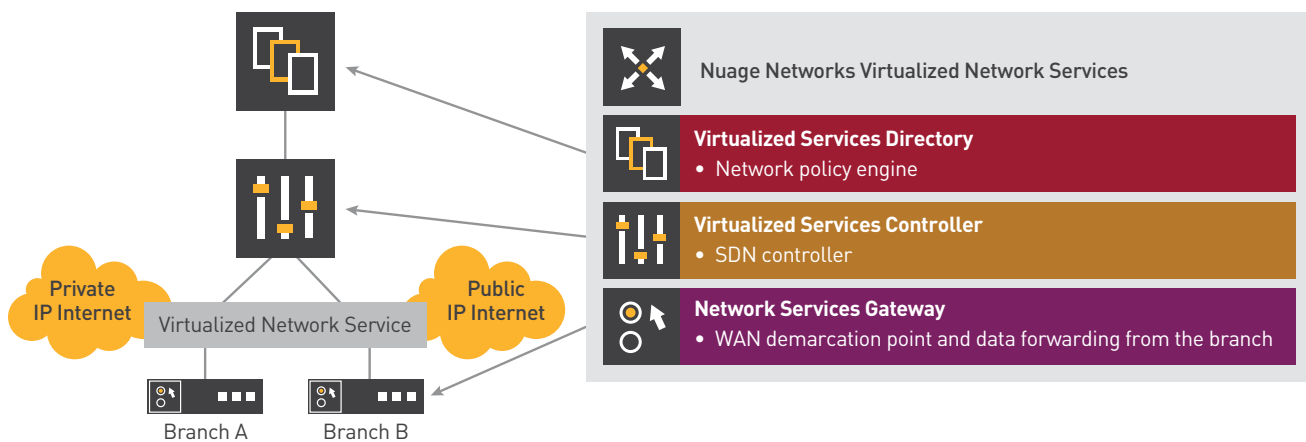 Nuage Networks Virtualized Network Services
Virtualized Services Directory
• Network policy engine
Virtualized Services Controller
• SDN controller
Network Services Gateway
• WAN demarcation point and data forwarding from the branch
Private
IP Internet
Public
IP Internet
Virtualized Network Service
Branch A
Branch B